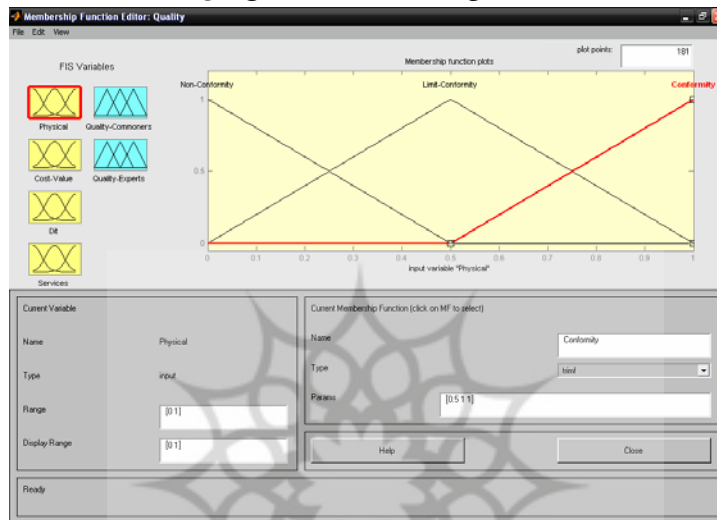 Membership Function Editor: Quality
File Edit View
FIS Variables
Physical
Quality-Commoners
Cost-Value
Quality-Experts
Services
Membership function plots
plot points:
181
Non-Conformity
Limit-Conformity
Conformity
1
0.5
0
0 0.1 0.2 0.3 0.4 0.5 0.6 0.7 0.8 0.9 1
input variable "Physical"
Current Variable
Name Physical
Type input
Range [0 1]
Display Range [0 1]
Current Membership Function (click on MF to select)
Name Conformity
Type trimf
Params [0.5 1 1]
Help
Close
Ready